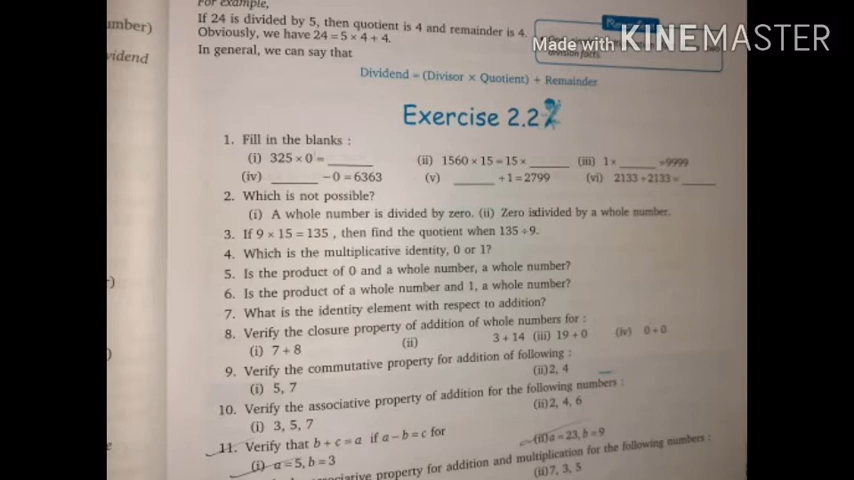 For example,
If 24 is divided by 5, then quotient is 4 and remainder is 4.
Obviously, we have 24 = 5 × 4 + 4.
In general, we can say that
Dividend = (Divisor × Quotient) + Remainder
umber)
vidend
Made with KINEMASTER
division facts.
Exercise 2.2
1. Fill in the blanks :
(i) 325 × 0 = ______ (ii) 1560 × 15 = 15 × ______ (iii) 1 × ______ =9999
(iv) ______ − 0 = 6363 (v) ______ ÷ 1 = 2799 (vi) 2133 ÷ 2133 = ______
2. Which is not possible?
(i) A whole number is divided by zero. (ii) Zero is divided by a whole number.
3. If 9 × 15 = 135 , then find the quotient when 135 ÷ 9.
4. Which is the multiplicative identity, 0 or 1?
5. Is the product of 0 and a whole number, a whole number?
6. Is the product of a whole number and 1, a whole number?
7. What is the identity element with respect to addition?
8. Verify the closure property of addition of whole numbers for :
(i) 7 + 8 (ii) 3 + 14 (iii) 19 + 0 (iv) 0 + 0
9. Verify the commutative property for addition of following :
(i) 5, 7 (ii) 2, 4
10. Verify the associative property of addition for the following numbers :
(i) 3, 5, 7 (ii) 2, 4, 6
11. Verify that b + c = a if a − b = c for
(i) a = 5, b = 3 (ii) a = 23, b = 9
associative property for addition and multiplication for the following numbers :
(ii) 7, 3, 5